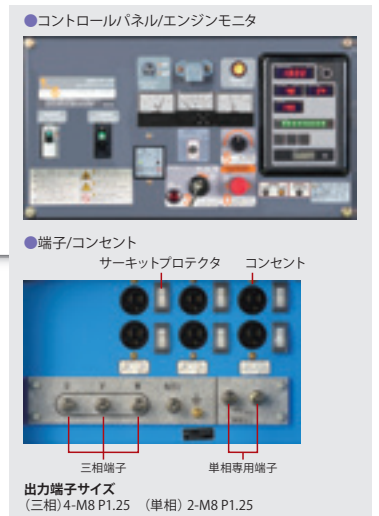 ●コントロールパネル/エンジンモニタ
●端子/コンセント
サーキットプロテクタ コンセント
三相端子 単相専用端子
出力端子サイズ
(三相)4-M8 P1.25 (単相) 2-M8 P1.25